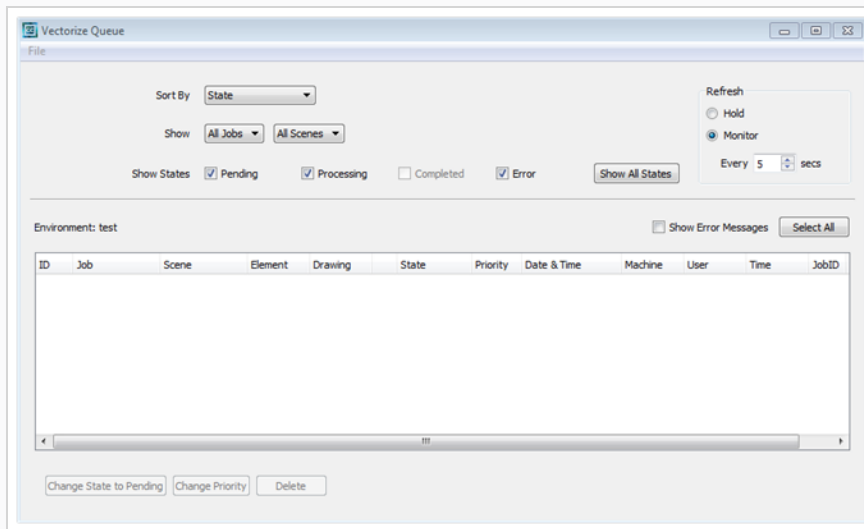 Vectorize Queue
File
Sort By State
Show All Jobs All Scenes
Show States Pending Processing Completed Error Show All States
Refresh
Hold
Monitor
Every 5 secs
Environment: test Show Error Messages Select All
ID Job Scene Element Drawing State Priority Date & Time Machine User Time JobID
Change State to Pending Change Priority Delete